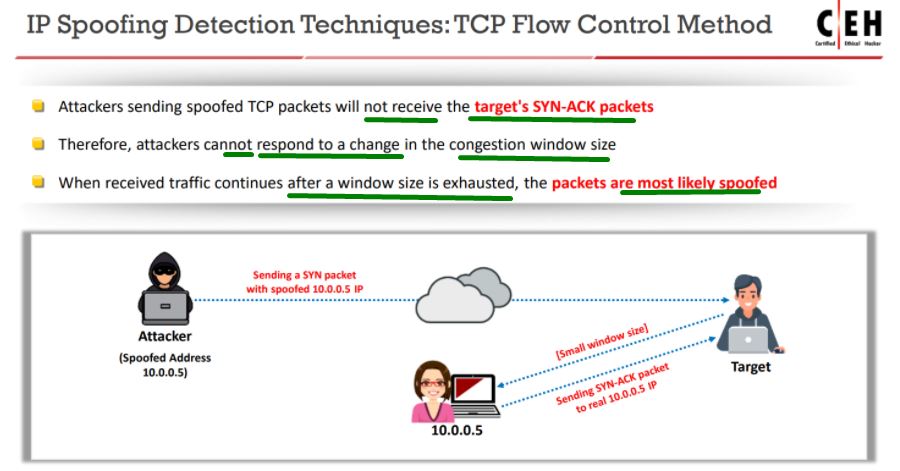 IP Spoofing Detection Techniques: TCP Flow Control Method
C|EH
Certified Ethical Hacker
Attackers sending spoofed TCP packets will not receive the target's SYN-ACK packets
Therefore, attackers cannot respond to a change in the congestion window size
When received traffic continues after a window size is exhausted, the packets are most likely spoofed
Sending a SYN packet
with spoofed 10.0.0.5 IP
Attacker
(Spoofed Address
10.0.0.5)
[Small window size]
Sending SYN-ACK packet
to real 10.0.0.5 IP
Target
10.0.0.5